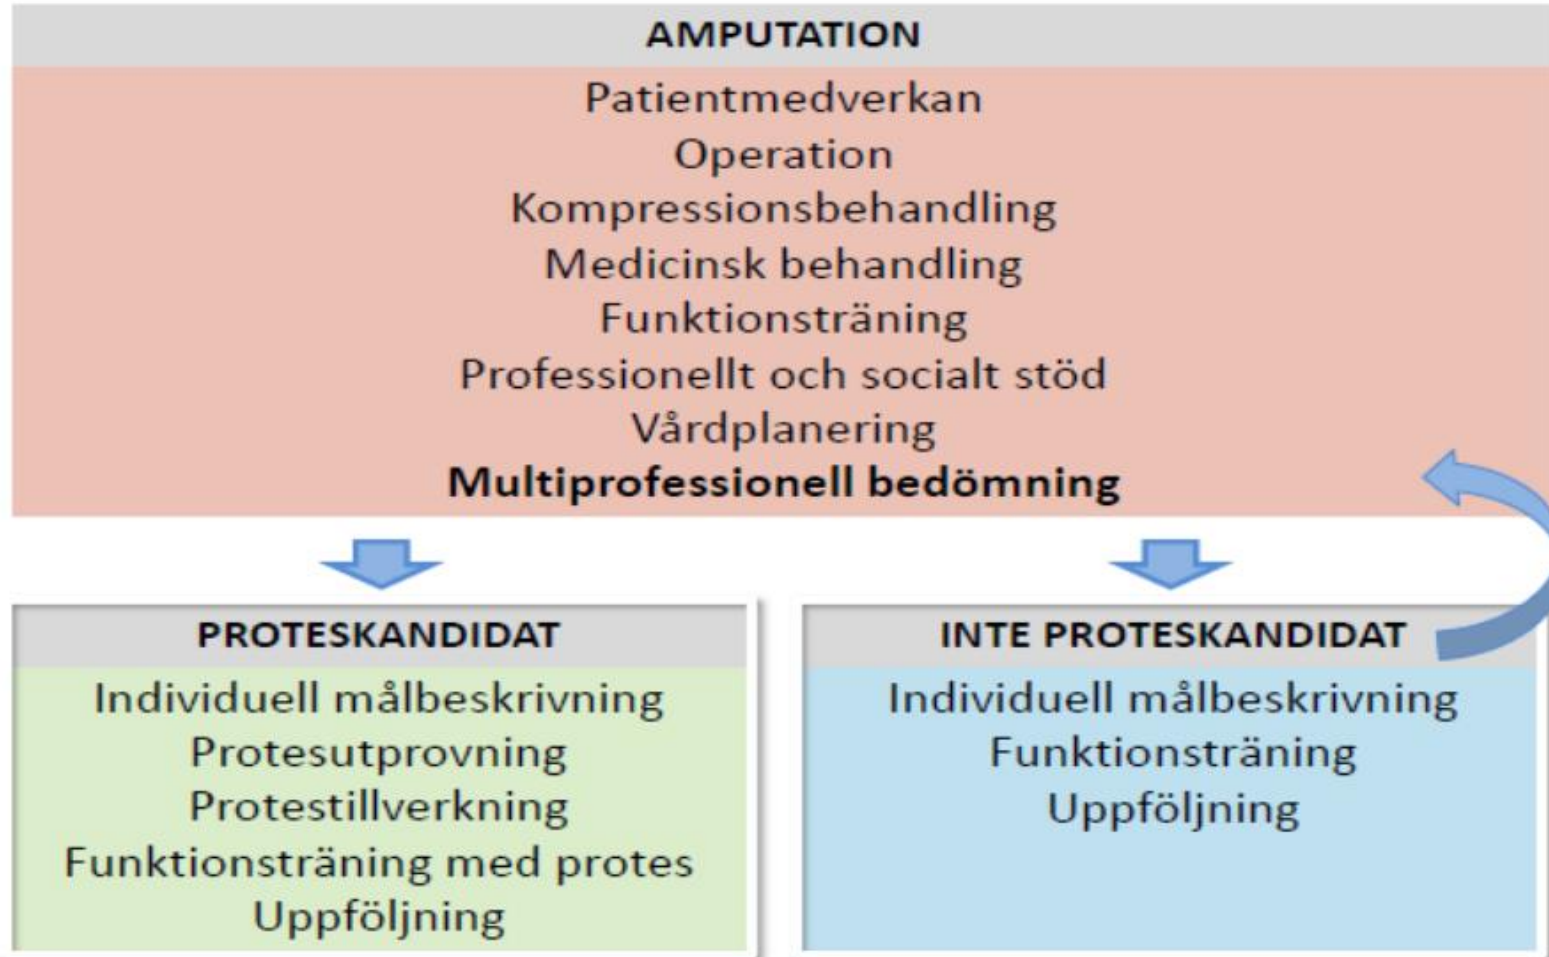 AMPUTATION
Patientmedverkan
Operation
Kompressionsbehandling
Medicinsk behandling
Funktionsträning
Professionellt och socialt stöd
Vårdplanering
Multiprofessionell bedömning
PROTESKANDIDAT
Individuell målbeskrivning
Protesutprovning
Protestillverkning
Funktionsträning med protes
Uppföljning
INTE PROTESKANDIDAT
Individuell målbeskrivning
Funktionsträning
Uppföljning